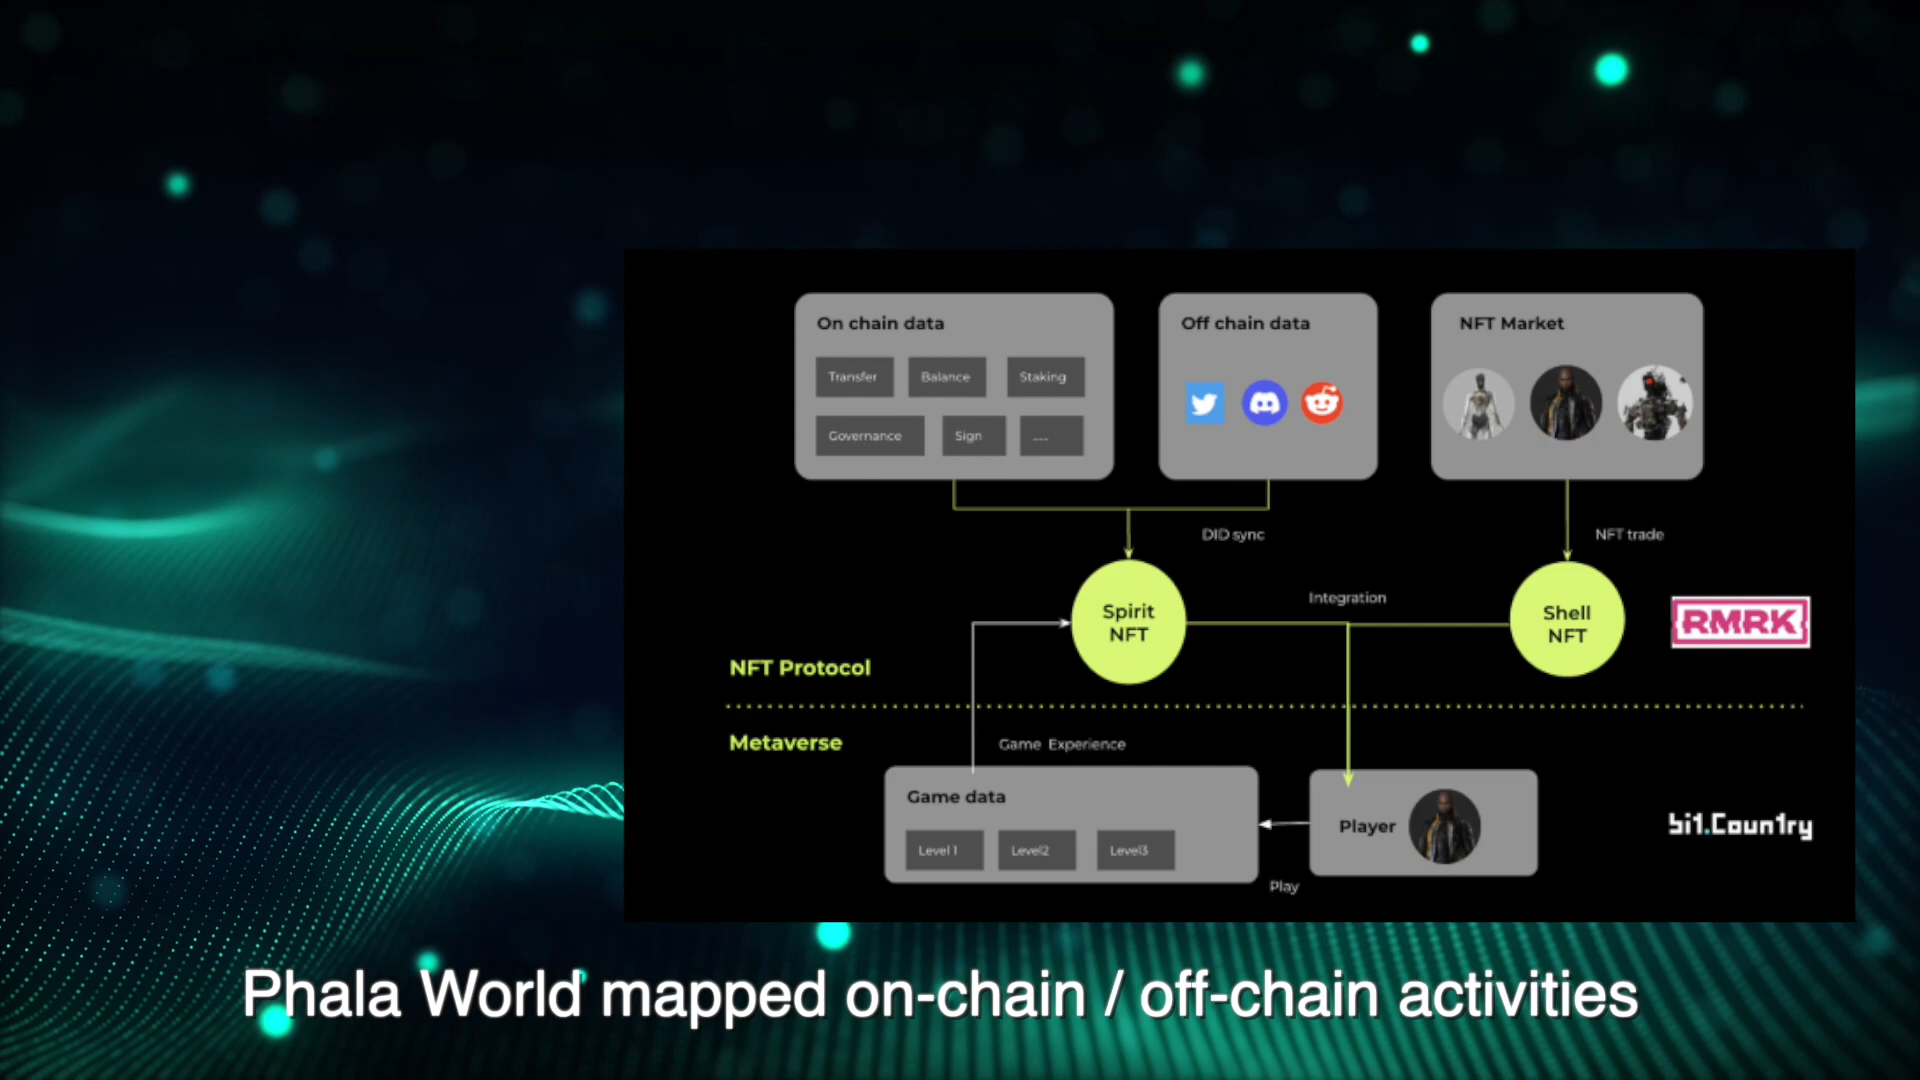 On chain data
Transfer
Balance
Staking
Governance
Sign
......
Off chain data
NFT Market
DID sync
NFT trade
Spirit
NFT
Integration
Shell
NFT
RMRK
NFT Protocol
Metaverse
Game Experience
Game data
Level 1
Level2
Level3
Player
Play
bit.Country
Phala World mapped on-chain / off-chain activities